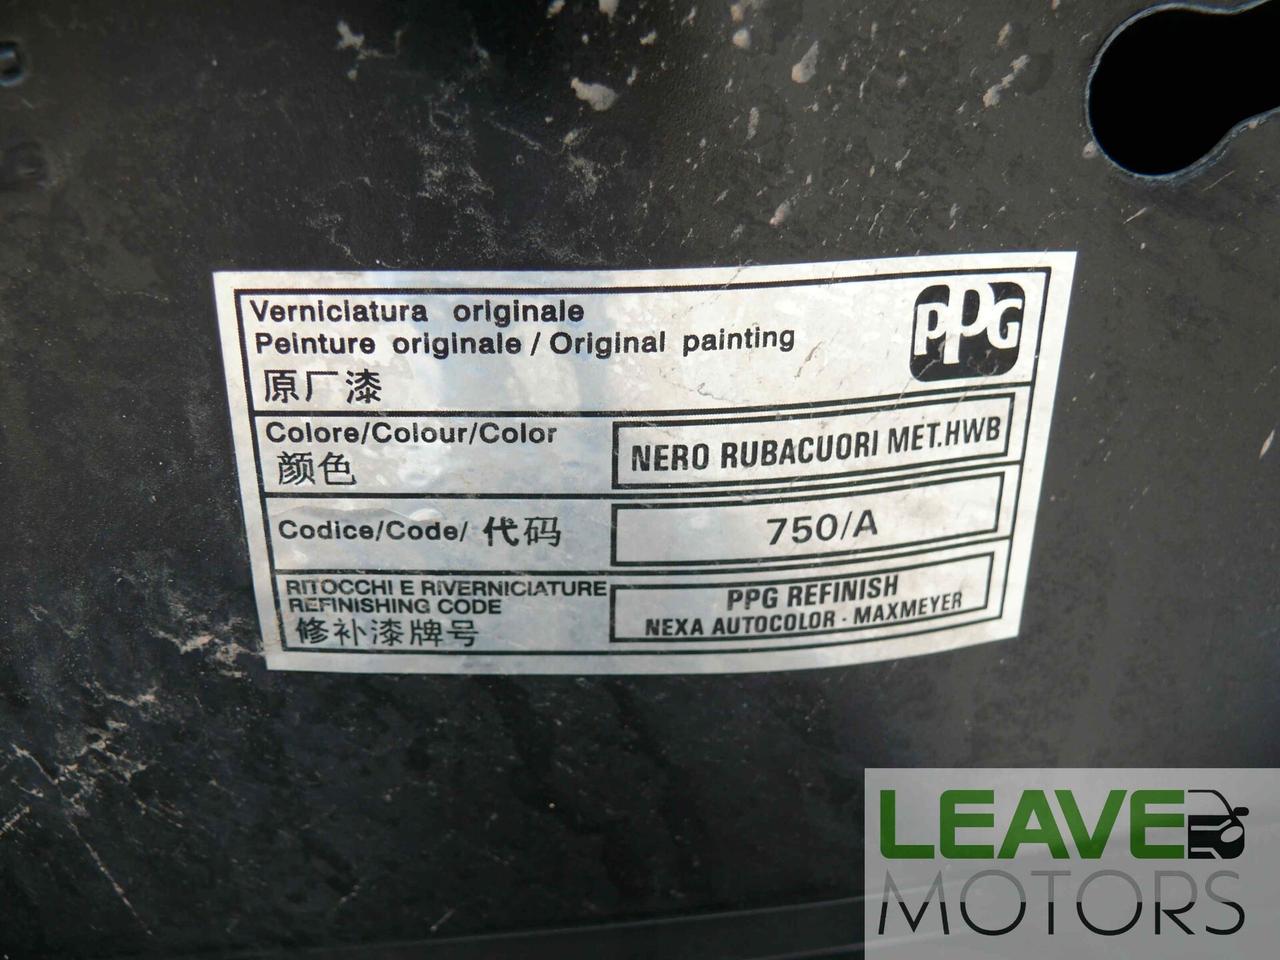 Verniciatura originale
Peinture originale / Original painting
原厂漆
PPG
Colore/Colour/Color
颜色
NERO RUBACUORI MET.HWB
Codice/Code/ 代码
750/A
RITOCCHI E RIVERNICIATURE
REFINISHING CODE
修补漆牌号
PPG REFINISH
NEXA AUTOCOLOR - MAXMEYER
LEAVE
MOTORS